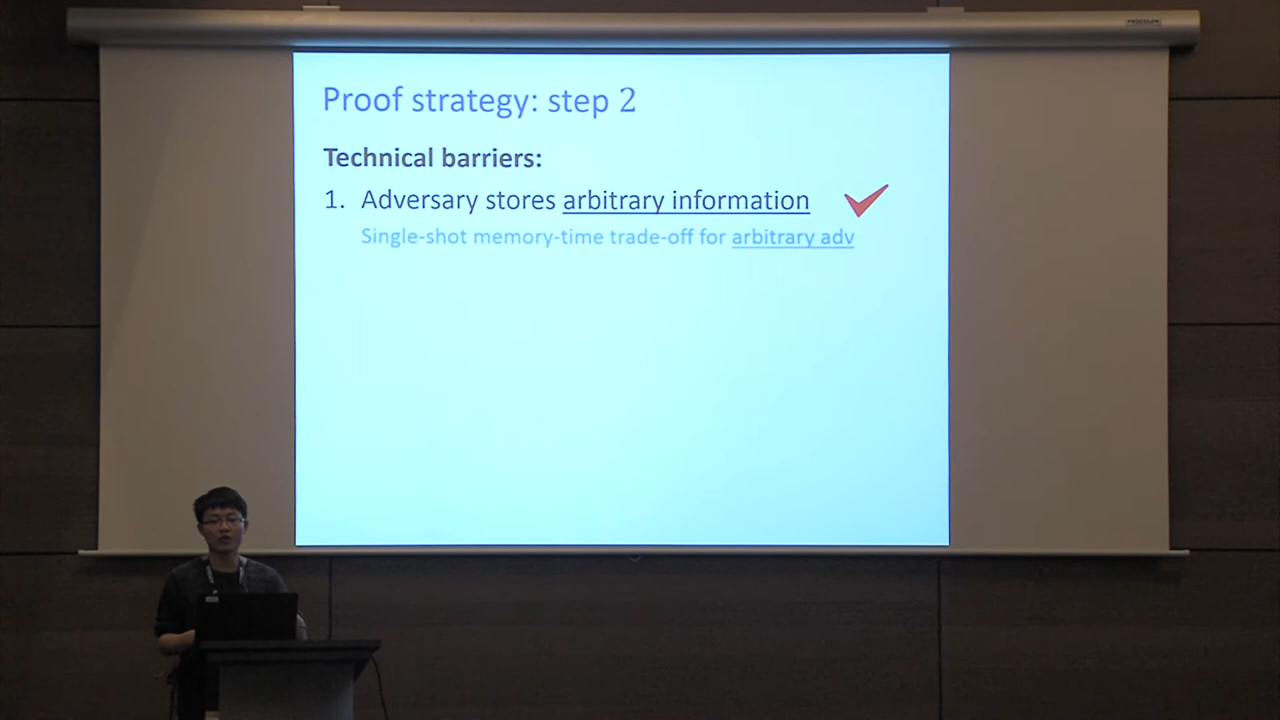 Proof strategy: step 2
Technical barriers:
1. Adversary stores arbitrary information
Single-shot memory-time trade-off for arbitrary adv